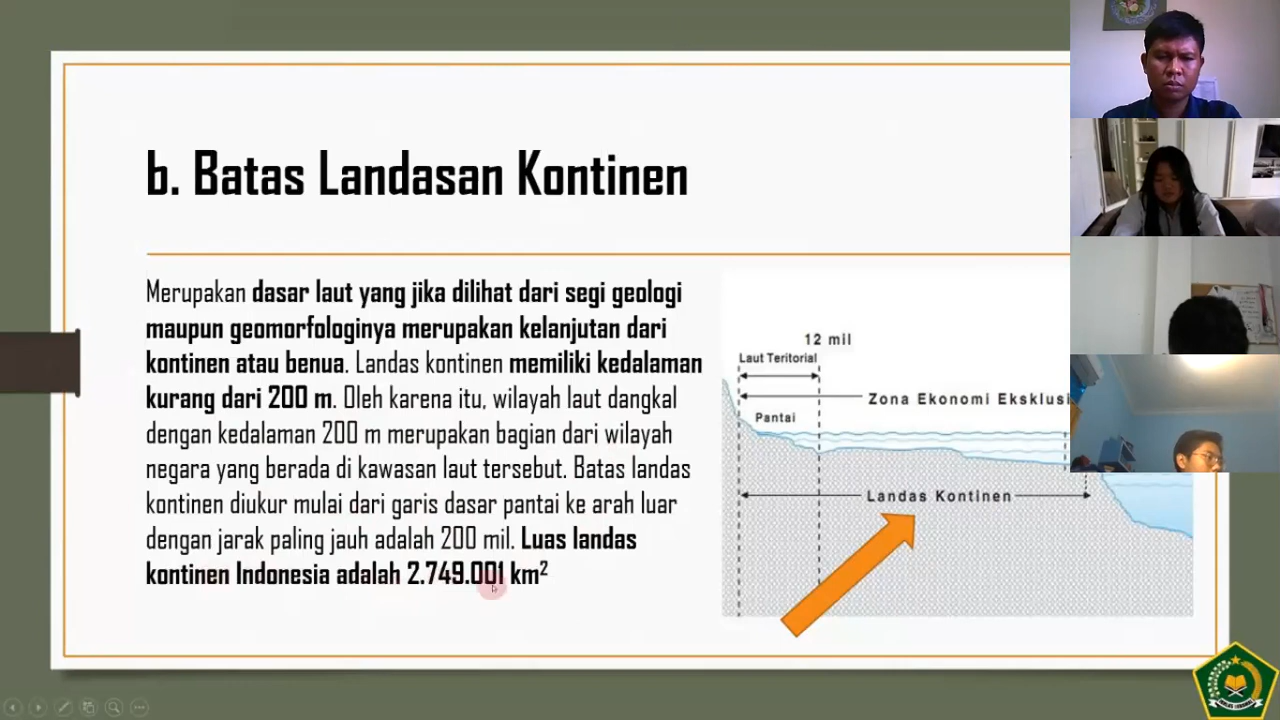 b. Batas Landasan Kontinen
Merupakan dasar laut yang jika dilihat dari segi geologi
maupun geomorfologinya merupakan kelanjutan dari
kontinen atau benua. Landas kontinen memiliki kedalaman
kurang dari 200 m. Oleh karena itu, wilayah laut dangkal
dengan kedalaman 200 m merupakan bagian dari wilayah
negara yang berada di kawasan laut tersebut. Batas landas
kontinen diukur mulai dari garis dasar pantai ke arah luar
dengan jarak paling jauh adalah 200 mil. Luas landas
kontinen Indonesia adalah 2.749.001 km²
12 mil
Laut Teritorial
Zona Ekonomi Eksklusi
Pantai
Landas Kontinen